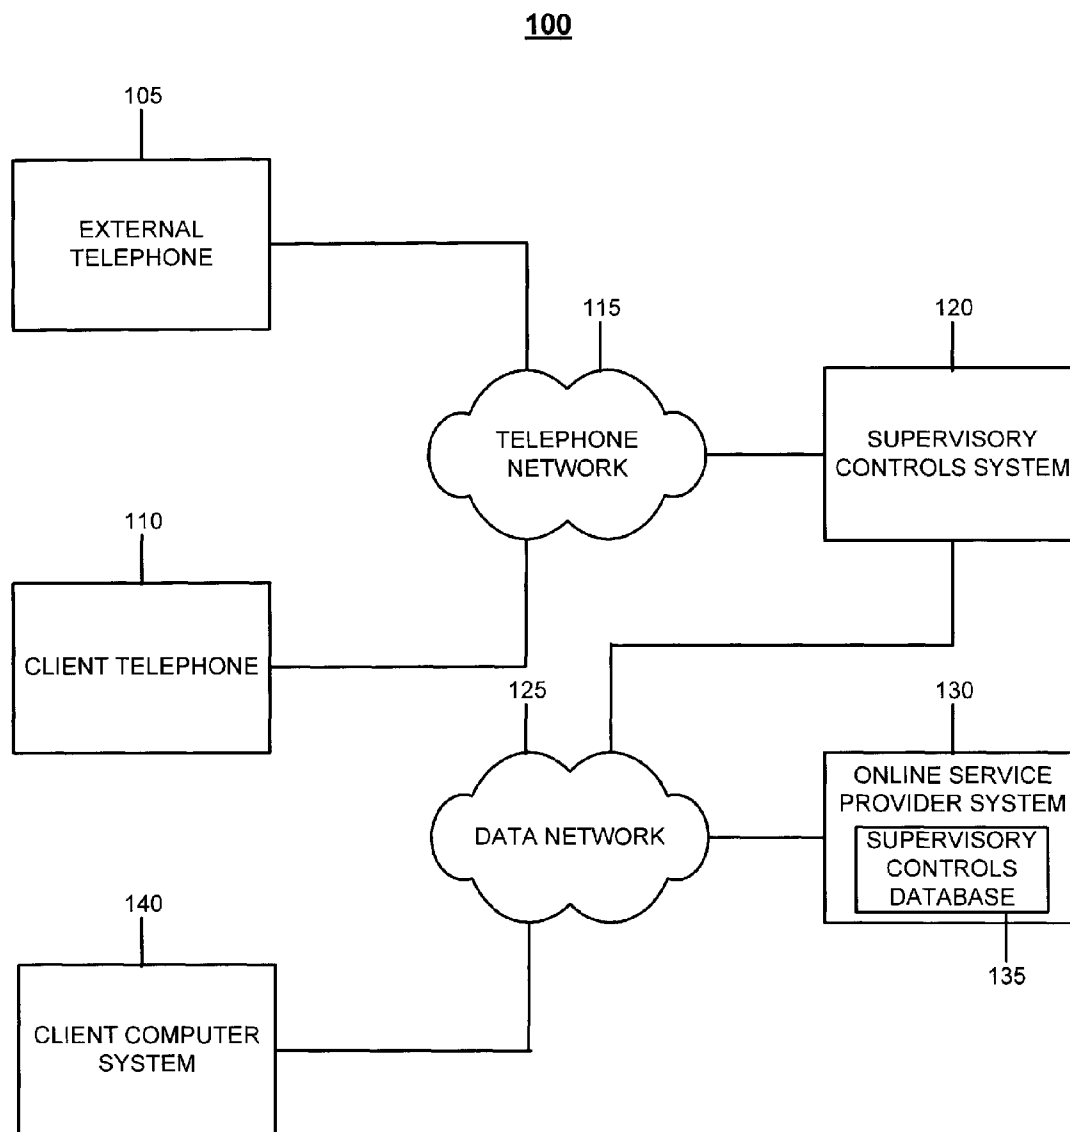 100
105
EXTERNAL
TELEPHONE
115
120
TELEPHONE
NETWORK
SUPERVISORY
CONTROLS SYSTEM
110
CLIENT TELEPHONE
125
130
DATA NETWORK
ONLINE SERVICE
PROVIDER SYSTEM
SUPERVISORY
CONTROLS
DATABASE
135
140
CLIENT COMPUTER
SYSTEM